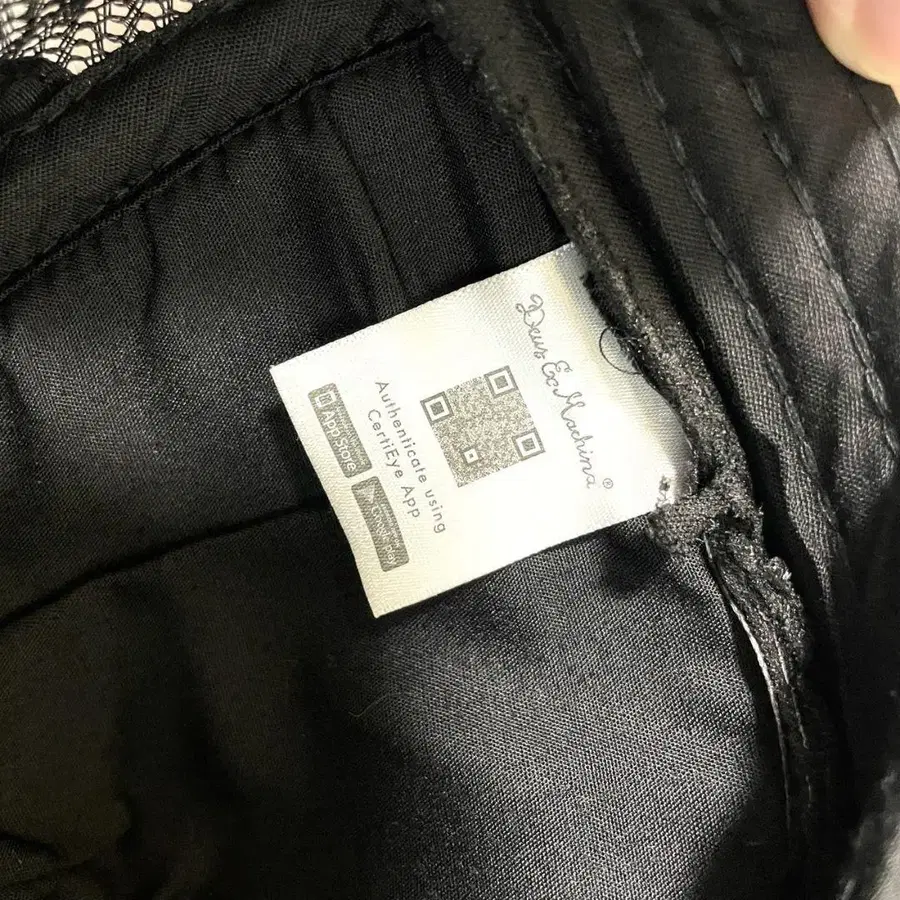 Deus Ex Machina®
Authenticate using
CertiEye App
App Store